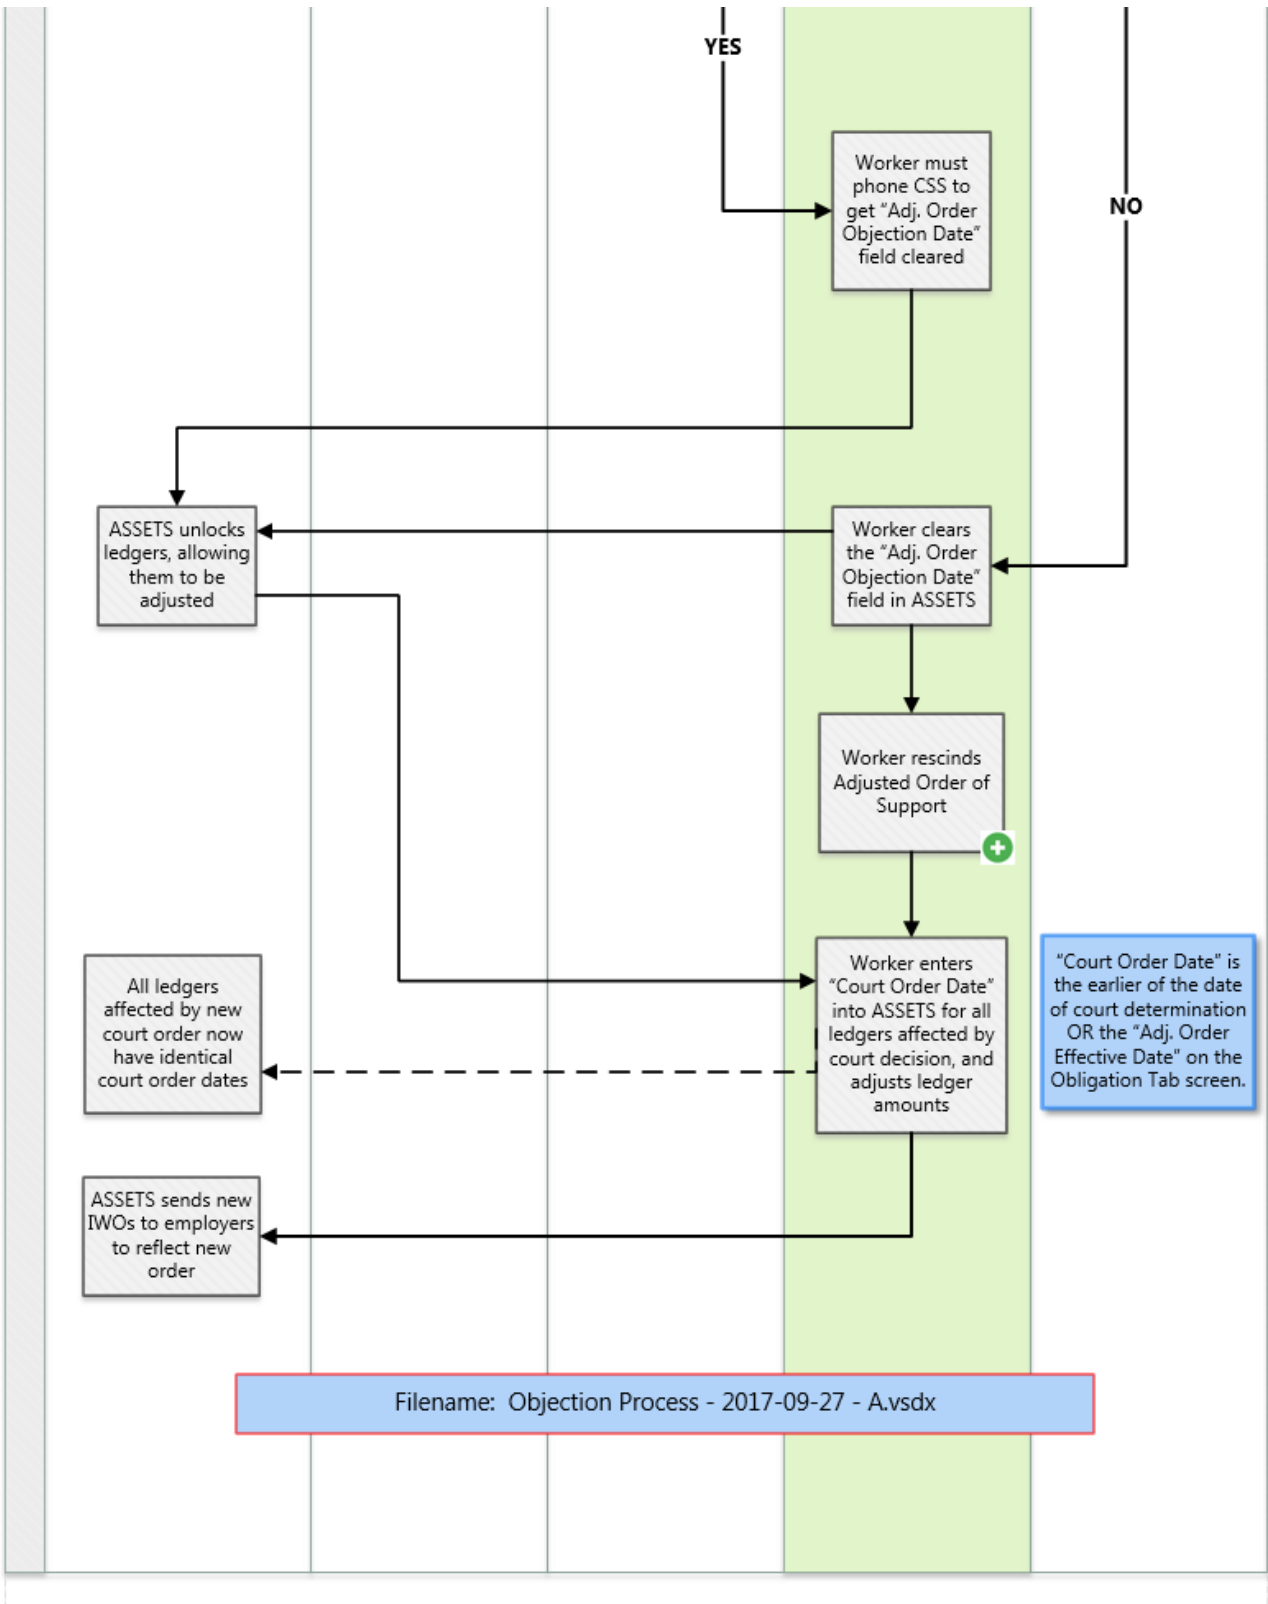 YES
Worker must
phone CSS to
get “Adj. Order
Objection Date”
field cleared
NO
ASSETS unlocks
ledgers, allowing
them to be
adjusted
Worker clears
the “Adj. Order
Objection Date”
field in ASSETS
Worker rescinds
Adjusted Order of
Support
All ledgers
affected by new
court order now
have identical
court order dates
Worker enters
“Court Order Date”
into ASSETS for all
ledgers affected by
court decision, and
adjusts ledger
amounts
“Court Order Date” is
the earlier of the date
of court determination
OR the “Adj. Order
Effective Date” on the
Obligation Tab screen.
ASSETS sends new
IWOs to employers
to reflect new
order
Filename:  Objection Process - 2017-09-27 - A.vsdx